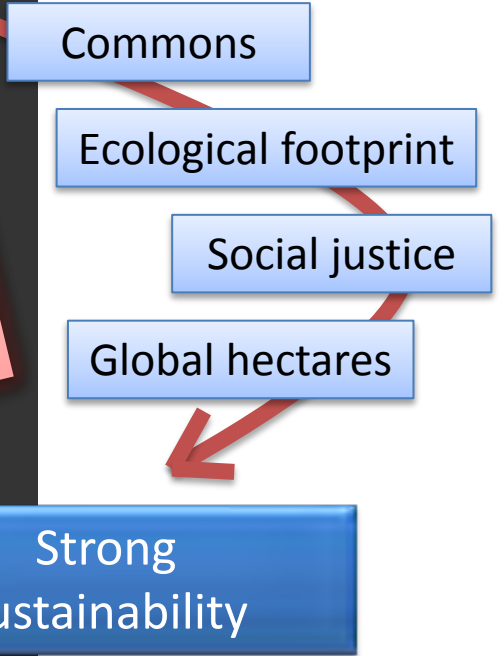 Commons
Ecological footprint
Social justice
Global hectares
Strong
ustainability